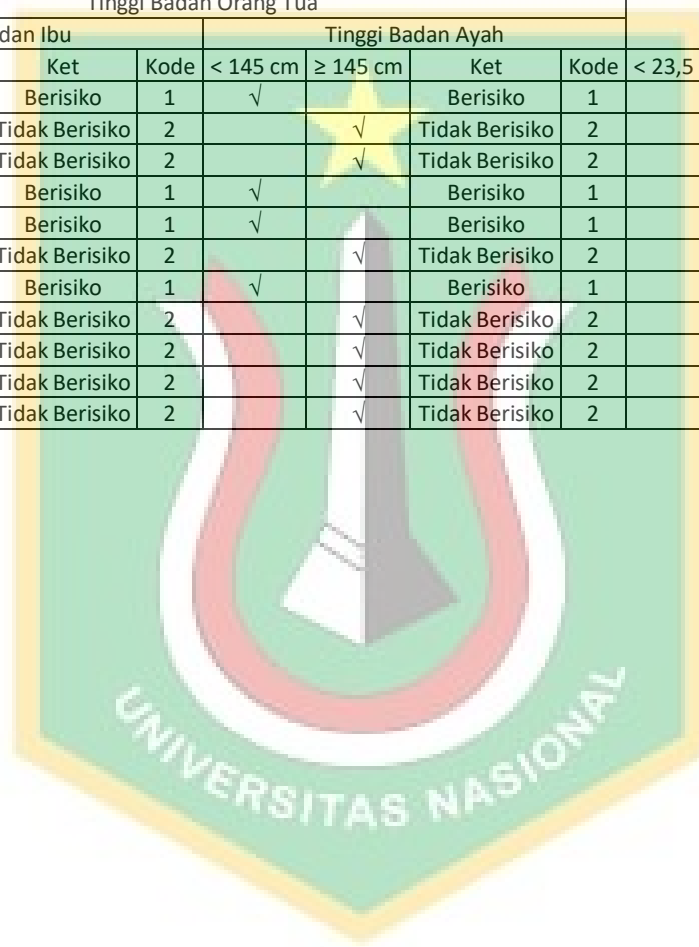 Tinggi Badan Orang Tua
dan Ibu Tinggi Badan Ayah
Ket Kode < 145 cm ≥ 145 cm Ket Kode < 23,5
Berisiko 1 √ Berisiko 1
Tidak Berisiko 2 √ Tidak Berisiko 2
Tidak Berisiko 2 √ Tidak Berisiko 2
Berisiko 1 √ Berisiko 1
Berisiko 1 √ Berisiko 1
Tidak Berisiko 2 √ Tidak Berisiko 2
Berisiko 1 √ Berisiko 1
Tidak Berisiko 2 √ Tidak Berisiko 2
Tidak Berisiko 2 √ Tidak Berisiko 2
Tidak Berisiko 2 √ Tidak Berisiko 2
Tidak Berisiko 2 √ Tidak Berisiko 2
UNIVERSITAS NASIONAL